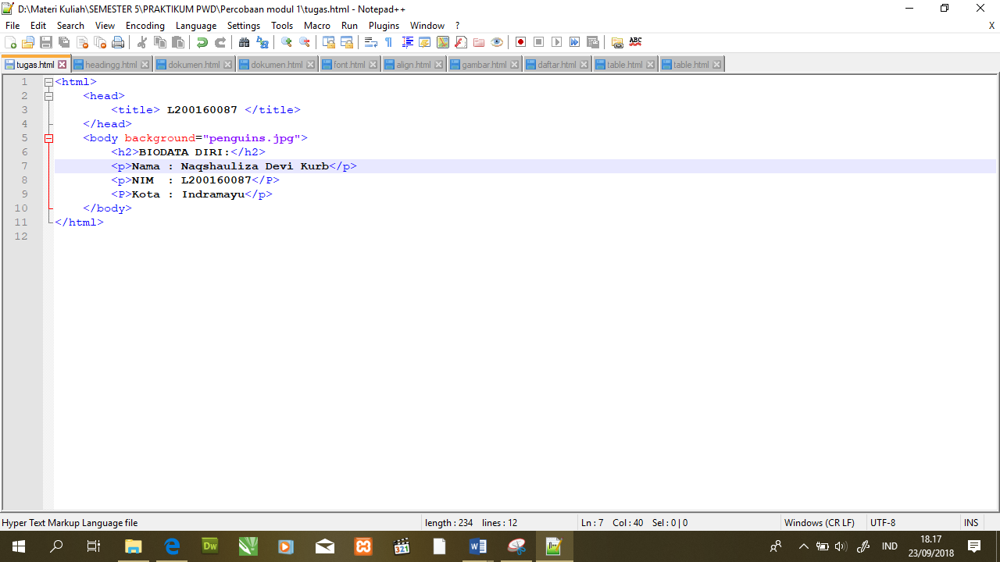 D:\Materi Kuliah\SEMESTER 5\PRAKTIKUM PWD\Percobaan modul 1\tugas.html - Notepad++
File Edit Search View Encoding Language Settings Tools Macro Run Plugins Window ? X
tugas.html headingg.html dokumen.html dokumen.html font.html align.html gambar.html daftar.html table.html table.html
1 <html>
2 <head>
3 <title> L200160087 </title>
4 </head>
5 <body background="penguins.jpg">
6 <h2>BIODATA DIRI:</h2>
7 <p>Nama : Naqshauliza Devi Kurb</p>
8 <p>NIM  : L200160087</P>
9 <P>Kota : Indramayu</p>
10 </body>
11 </html>
12
Hyper Text Markup Language file length : 234 lines : 12 Ln : 7 Col : 40 Sel : 0 | 0 Windows (CR LF) UTF-8 INS
Dw 321 IND 18.17
23/09/2018